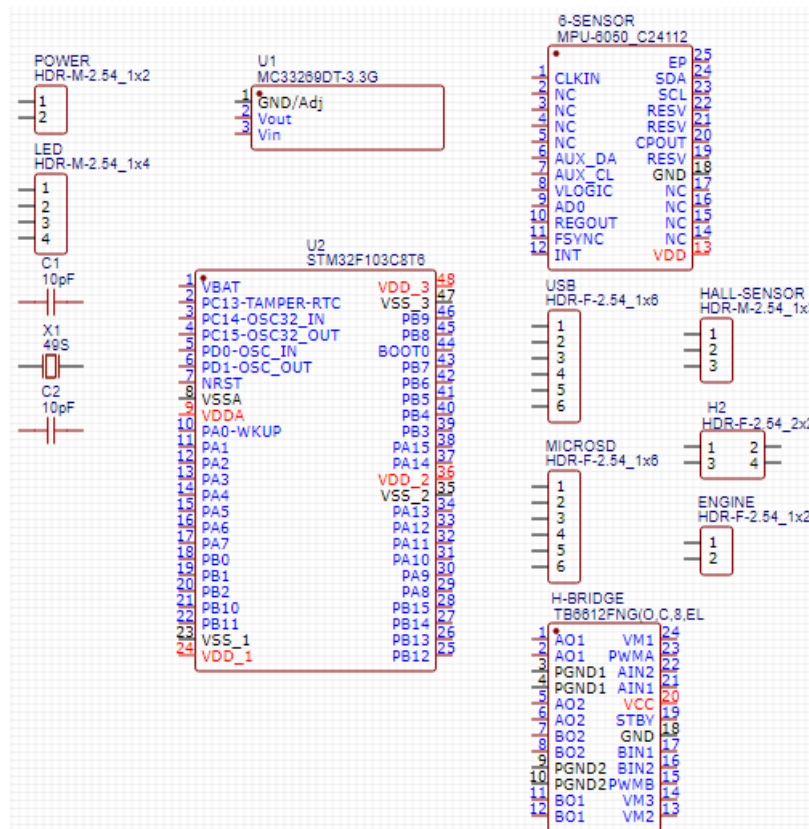 POWER
HDR-M-2.54_1x2
1
2
LED
HDR-M-2.54_1x4
1
2
3
4
C1
10pF
X1
49S
C2
10pF
U1
MC33269DT-3.3G
1 GND/Adj
2 Vout
3 Vin
U2
STM32F103C8T6
1 VBAT VDD_3 48
2 PC13-TAMPER-RTC VSS_3 47
3 PC14-OSC32_IN PB9 46
4 PC15-OSC32_OUT PB8 45
5 PD0-OSC_IN BOOT0 44
6 PD1-OSC_OUT PB7 43
7 NRST PB6 42
8 VSSA PB5 41
9 VDDA PB4 40
10 PA0-WKUP PB3 39
11 PA1 PA15 38
12 PA2 PA14 37
13 PA3 VDD_2 36
14 PA4 VSS_2 35
15 PA5 PA13 34
16 PA6 PA12 33
17 PA7 PA11 32
18 PB0 PA10 31
19 PB1 PA9 30
20 PB2 PA8 29
21 PB10 PB15 28
22 PB11 PB14 27
23 VSS_1 PB13 26
24 VDD_1 PB12 25
6-SENSOR
MPU-6050_C24112
EP 25
1 CLKIN SDA 24
2 NC SCL 23
3 NC RESV 22
4 NC RESV 21
5 NC CPOUT 20
6 AUX_DA RESV 19
7 AUX_CL GND 18
8 VLOGIC NC 17
9 AD0 NC 16
10 REGOUT NC 15
11 FSYNC NC 14
12 INT VDD 13
USB
HDR-F-2.54_1x6
1
2
3
4
5
6
HALL-SENSOR
HDR-M-2.54_1x3
1
2
3
H2
HDR-F-2.54_2x2
1 2
3 4
MICROSD
HDR-F-2.54_1x6
1
2
3
4
5
6
ENGINE
HDR-F-2.54_1x2
1
2
H-BRIDGE
TB6612FNG(O,C,8,EL
1 AO1 VM1 24
2 AO1 PWMA 23
3 PGND1 AIN2 22
4 PGND1 AIN1 21
5 AO2 VCC 20
6 AO2 STBY 19
7 BO2 GND 18
8 BO2 BIN1 17
9 PGND2 BIN2 16
10 PGND2 PWMB 15
11 BO1 VM3 14
12 BO1 VM2 13